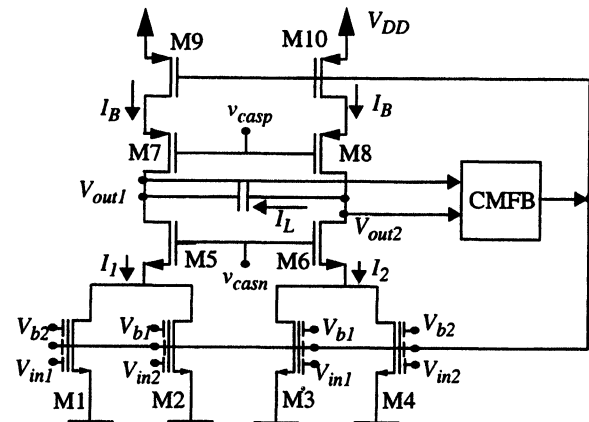 M9
M10
V_DD
I_B
I_B
v_casp
M7
M8
V_out1
CMFB
I_L
V_out2
M5
M6
I_1
v_casn
I_2
V_b2
V_b1
V_b1
V_b2
V_in1
V_in2
V_in1
V_in2
M1
M2
M3
M4